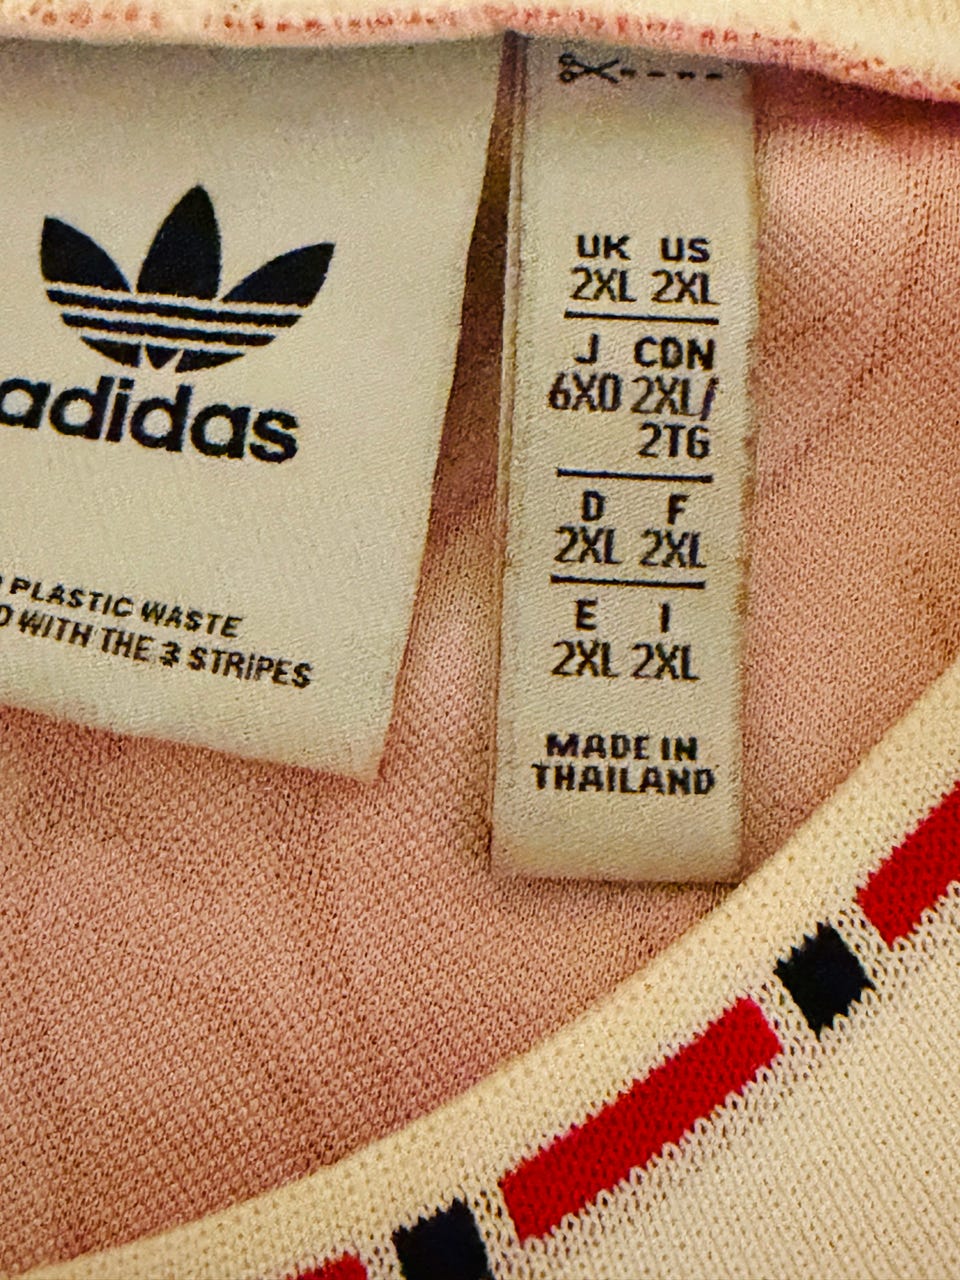 adidas
PLASTIC WASTE
WITH THE 3 STRIPES
UK US
2XL 2XL
J CDN
6XO 2XL/
2TG
D F
2XL 2XL
E I
2XL 2XL
MADE IN
THAILAND